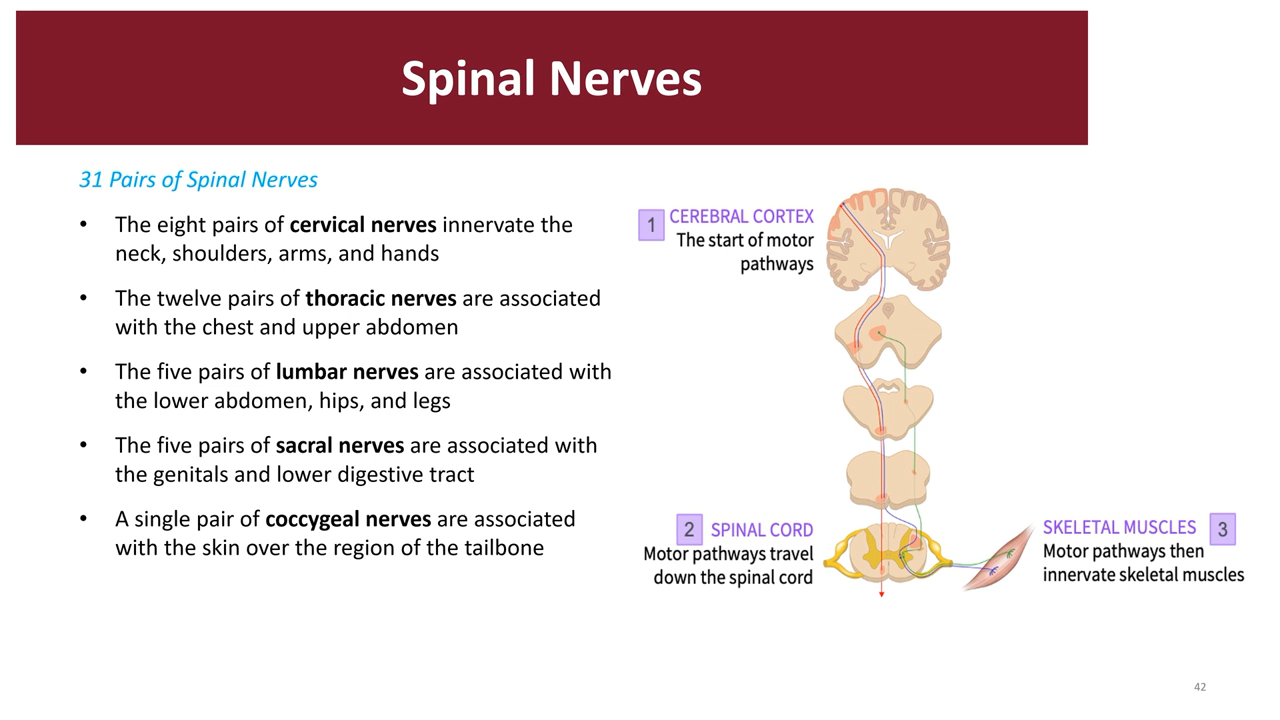 Spinal Nerves
31 Pairs of Spinal Nerves
• The eight pairs of cervical nerves innervate the
neck, shoulders, arms, and hands
• The twelve pairs of thoracic nerves are associated
with the chest and upper abdomen
• The five pairs of lumbar nerves are associated with
the lower abdomen, hips, and legs
• The five pairs of sacral nerves are associated with
the genitals and lower digestive tract
• A single pair of coccygeal nerves are associated
with the skin over the region of the tailbone
1 CEREBRAL CORTEX
The start of motor
pathways
2 SPINAL CORD
Motor pathways travel
down the spinal cord
SKELETAL MUSCLES 3
Motor pathways then
innervate skeletal muscles
42